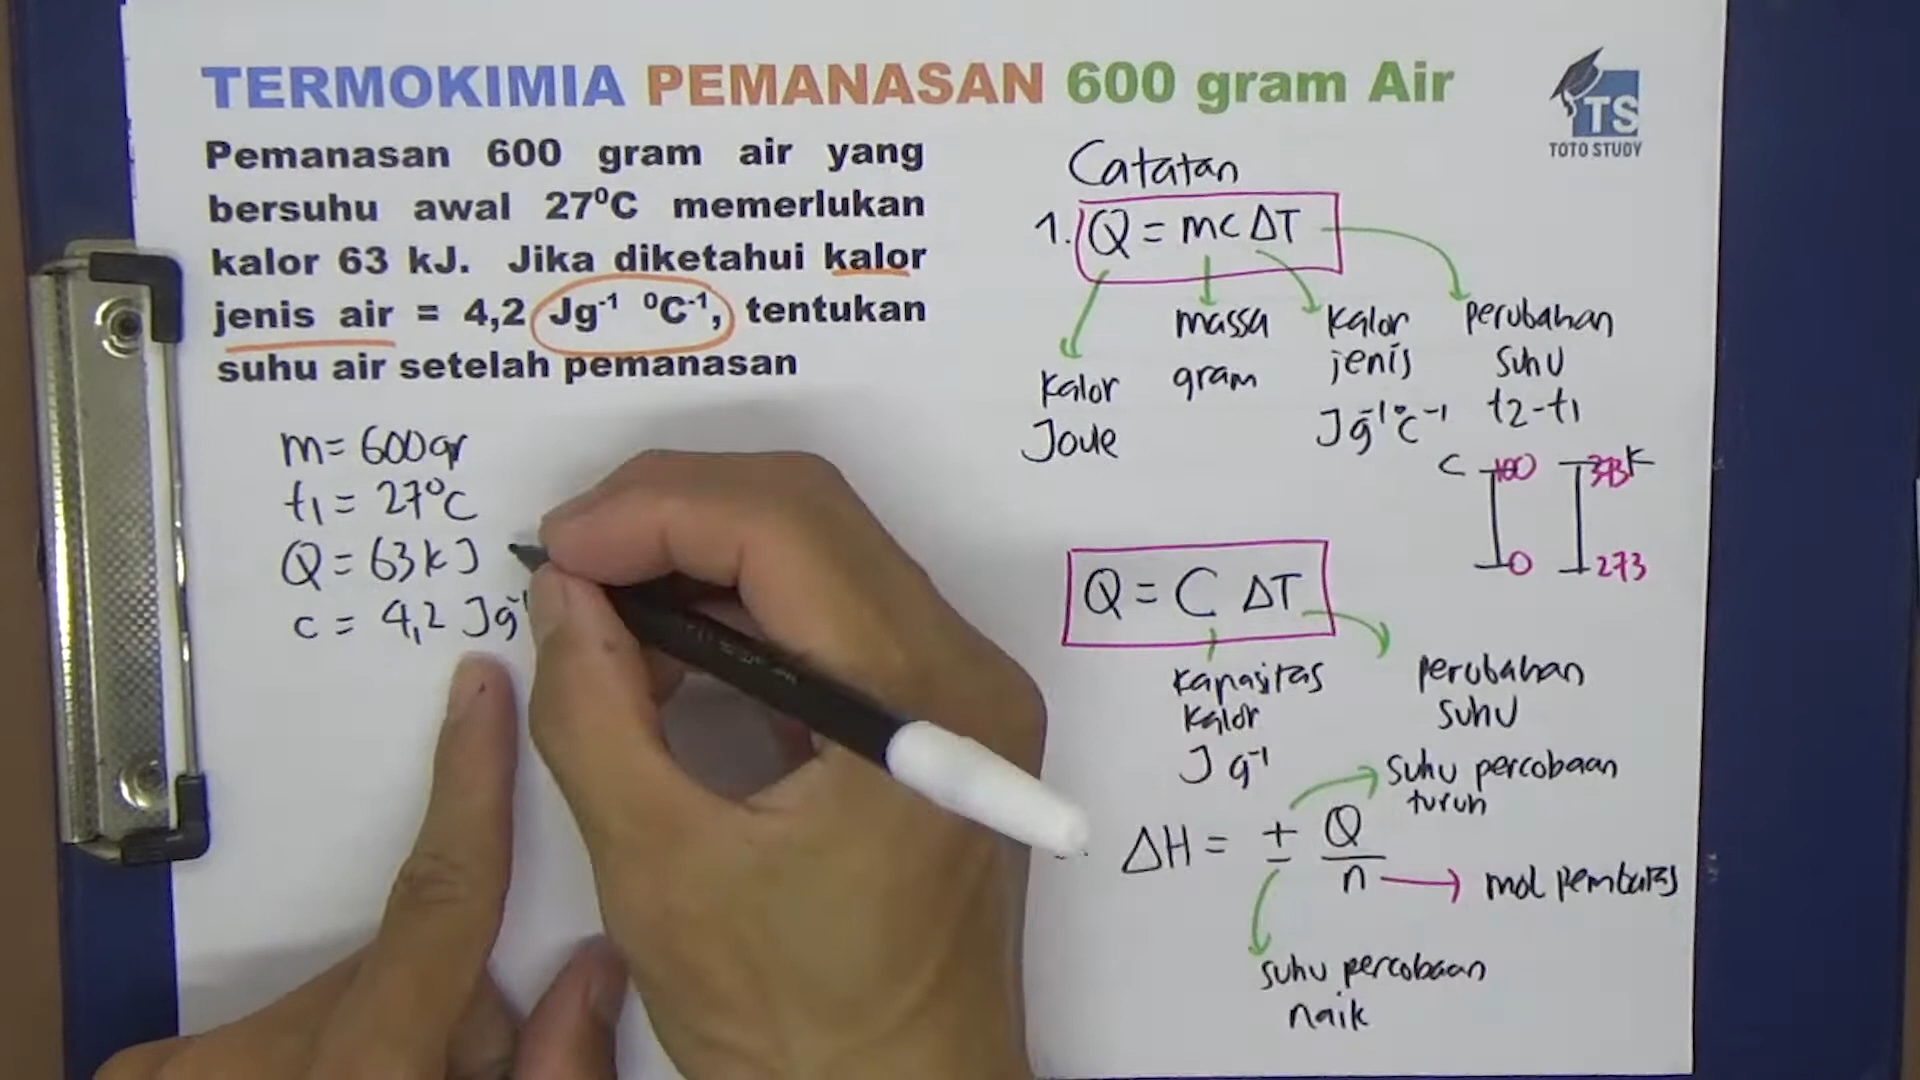 TERMOKIMIA PEMANASAN 600 gram Air
TS
TOTO STUDY
Pemanasan 600 gram air yang
bersuhu awal 27⁰C memerlukan
kalor 63 kJ. Jika diketahui kalor
jenis air = 4,2 Jg⁻¹ ⁰C⁻¹, tentukan
suhu air setelah pemanasan
m = 600 gr
t1 = 27°C
Q = 63 kJ
c = 4,2 Jg⁻¹
Catatan
1. Q = mc ΔT
kalor
Joule
massa
gram
kalor
jenis
Jg⁻¹°C⁻¹
perubahan
suhu
t2-t1
C 100 373 K
0 273
Q = C ΔT
kapasitas
kalor
J g⁻¹
perubahan
suhu
suhu percobaan
turun
ΔH = ± Q/n
mol pembatas
suhu percobaan
naik